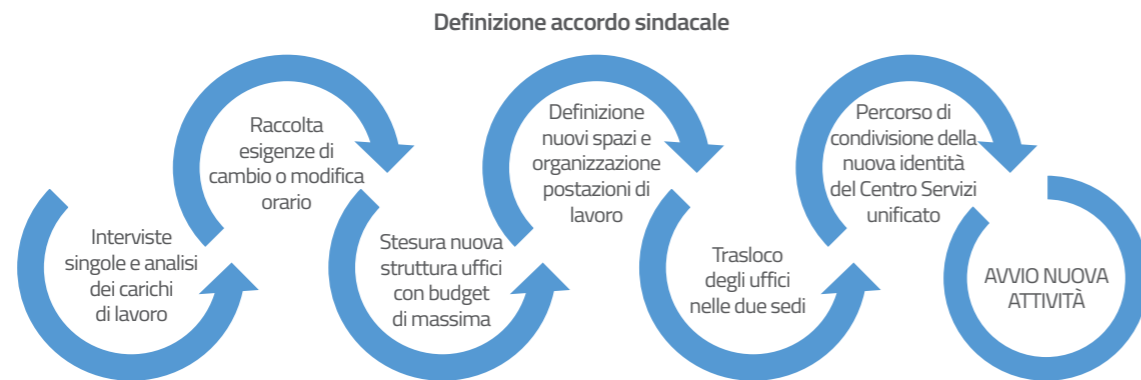 Definizione accordo sindacale
Interviste
singole e analisi
dei carichi
di lavoro
Raccolta
esigenze di
cambio o modifica
orario
Stesura nuova
struttura uffici
con budget
di massima
Definizione
nuovi spazi e
organizzazione
postazioni di
lavoro
Trasloco
degli uffici
nelle due sedi
Percorso di
condivisione della
nuova identità
del Centro Servizi
unificato
AVVIO NUOVA
ATTIVITÀ